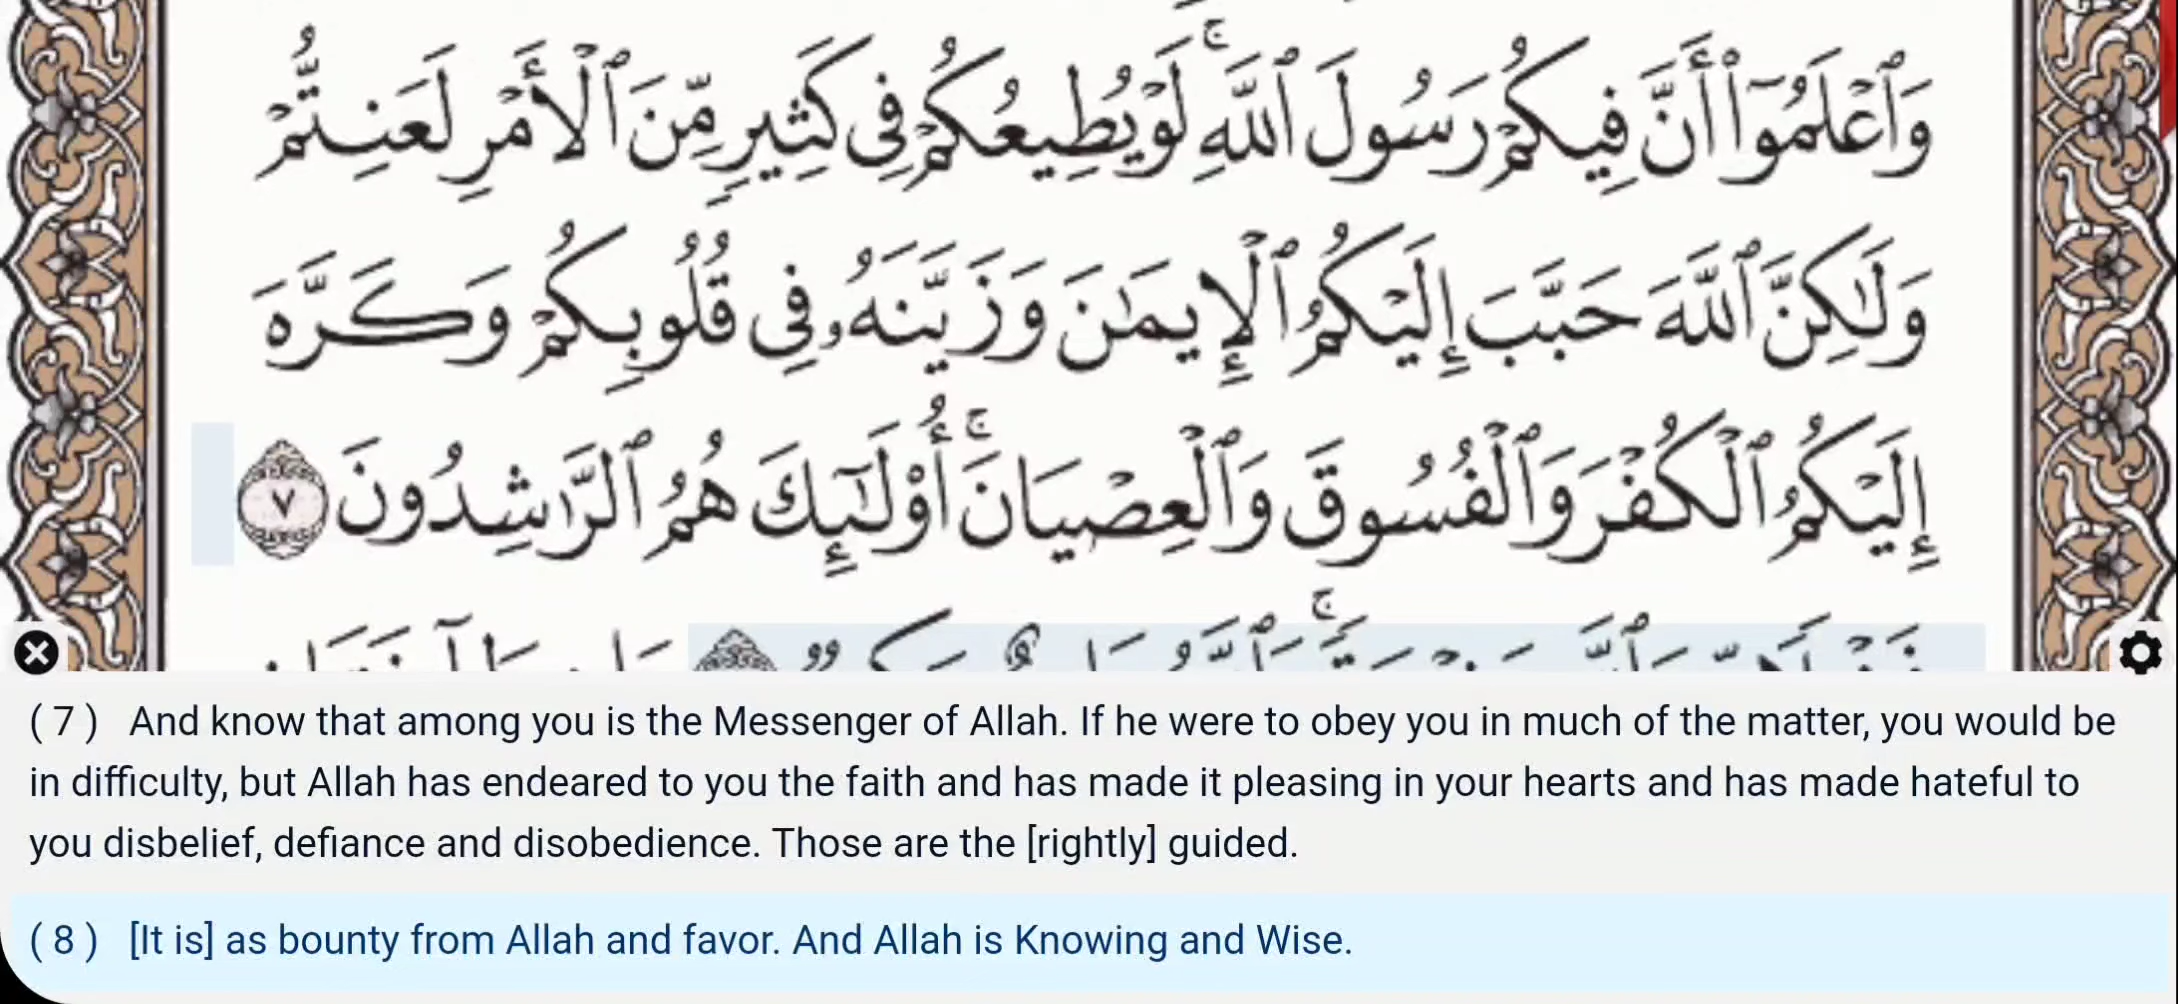 وَٱعْلَمُوٓا۟ أَنَّ فِيكُمْ رَسُولَ ٱللَّهِ ۚ لَوْ يُطِيعُكُمْ فِى كَثِيرٍ مِّنَ ٱلْأَمْرِ لَعَنِتُّمْ
وَلَٰكِنَّ ٱللَّهَ حَبَّبَ إِلَيْكُمُ ٱلْإِيمَٰنَ وَزَيَّنَهُۥ فِى قُلُوبِكُمْ وَكَرَّهَ
إِلَيْكُمُ ٱلْكُفْرَ وَٱلْفُسُوقَ وَٱلْعِصْيَانَ ۚ أُو۟لَٰٓئِكَ هُمُ ٱلرَّٰشِدُونَ ٧
( 7 ) And know that among you is the Messenger of Allah. If he were to obey you in much of the matter, you would be
in difficulty, but Allah has endeared to you the faith and has made it pleasing in your hearts and has made hateful to
you disbelief, defiance and disobedience. Those are the [rightly] guided.
( 8 ) [It is] as bounty from Allah and favor. And Allah is Knowing and Wise.